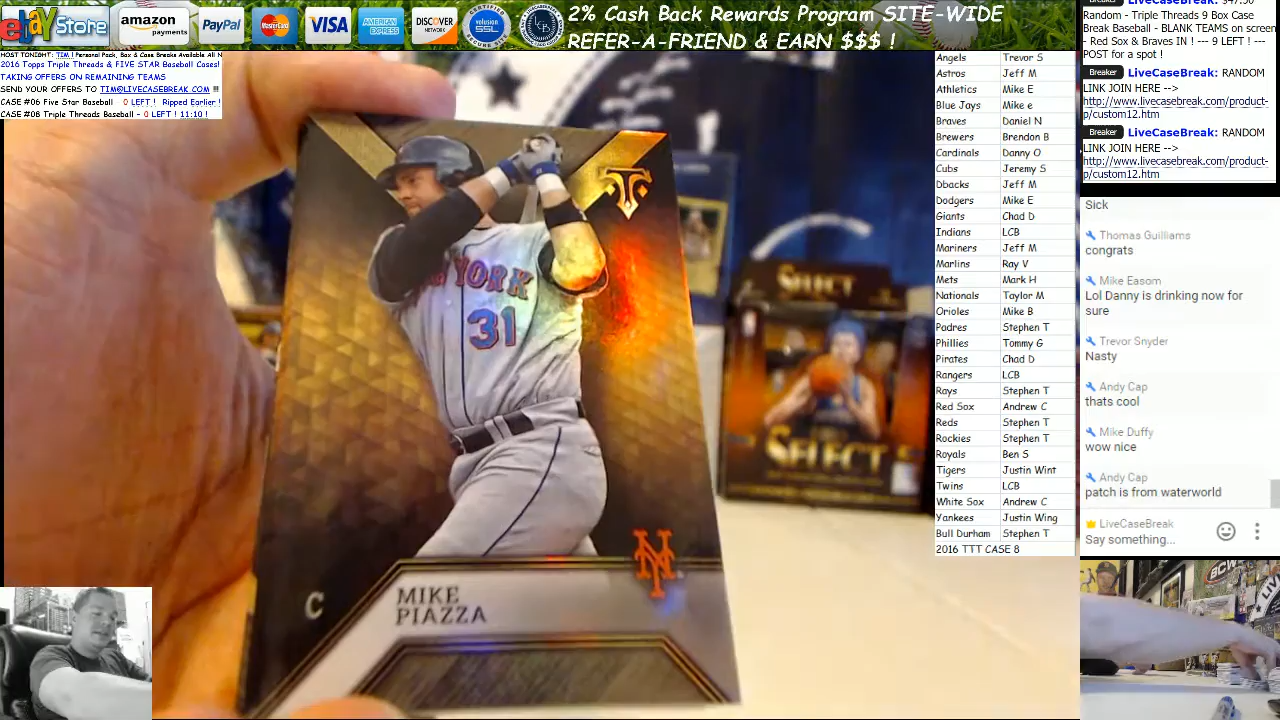 ebay Store
amazon payments
PayPal
MasterCard
VISA
AMERICAN EXPRESS
DISCOVER NETWORK
2% Cash Back Rewards Program SITE-WIDE
REFER-A-FRIEND & EARN $$$ !
2016 Topps Triple Threads & FIVE STAR Baseball Cases!
TAKING OFFERS ON REMAINING TEAMS
SEND YOUR OFFERS TO TIM@LIVECASEBREAK.COM !!!
CASE #06 Five Star Baseball 0 LEFT ! Ripped Earlier !
CASE #08 Triple Threads Baseball - 0 LEFT ! 11:10 !
YORK
31
MIKE
PIAZZA
C
SELECT
SELECT
Angels Trevor S
Astros Jeff M
Athletics Mike E
Blue Jays Mike e
Braves Daniel N
Brewers Brendon B
Cardinals Danny O
Cubs Jeremy S
Dbacks Jeff M
Dodgers Mike E
Giants Chad D
Indians LCB
Mariners Jeff M
Marlins Ray V
Mets Mark H
Nationals Taylor M
Orioles Mike B
Padres Stephen T
Phillies Tommy G
Pirates Chad D
Rangers LCB
Rays Stephen T
Red Sox Andrew C
Reds Stephen T
Rockies Stephen T
Royals Ben S
Tigers Justin Wint
Twins LCB
White Sox Andrew C
Yankees Justin Wing
Bull Durham Stephen T
2016 TTT CASE 8
Random - Triple Threads 9 Box Case
Break Baseball - BLANK TEAMS on screen
- Red Sox & Braves IN ! --- 9 LEFT ! ---
POST for a spot !
Breaker LiveCaseBreak: RANDOM
LINK JOIN HERE -->
http://www.livecasebreak.com/product-
p/custom12.htm
Breaker LiveCaseBreak: RANDOM
LINK JOIN HERE -->
http://www.livecasebreak.com/product-
p/custom12.htm
Sick
Thomas Guilliams
congrats
Mike Easom
Lol Danny is drinking now for
sure
Trevor Snyder
Nasty
Andy Cap
thats cool
Mike Duffy
wow nice
Andy Cap
patch is from waterworld
LiveCaseBreak
Say something...
BCW